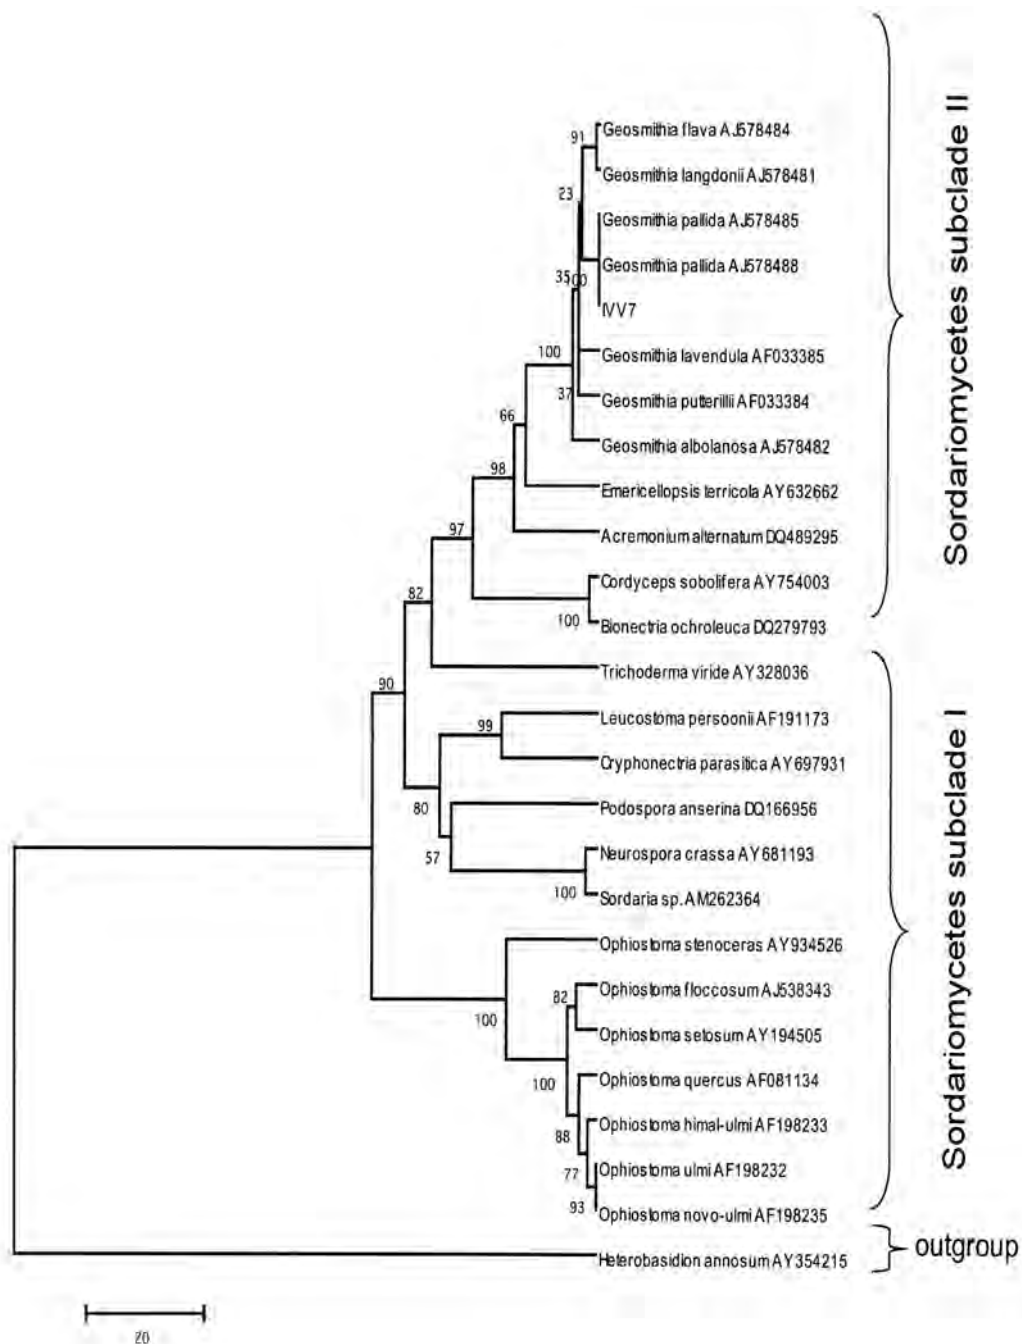 91
Geosmithia flava AJ578484
Geosmithia langdonii AJ578481
23
Geosmithia pallida AJ578485
Geosmithia pallida AJ578488
35
IVV7
100
Geosmithia lavendula AF033385
37
Geosmithia putterillii AF033384
66
Geosmithia albolanosa AJ578482
98
Emericellopsis terricola AY632662
97
Acremonium alternatum DQ489295
Cordyceps sobolifera AY754003
82
100
Bionectria ochroleuca DQ279793
Sordariomycetes subclade II
Trichoderma viride AY328036
90
Leucostoma persoonii AF191173
99
Cryphonectria parasitica AY697931
80
Podospora anserina DQ166956
57
Neurospora crassa AY681193
100
Sordaria sp. AM262364
Ophiostoma stenoceras AY934526
82
Ophiostoma floccosum AJ538343
100
Ophiostoma setosum AY194505
100
Ophiostoma quercus AF081134
88
Ophiostoma himal-ulmi AF198233
77
Ophiostoma ulmi AF198232
93
Ophiostoma novo-ulmi AF198235
Sordariomycetes subclade I
Heterobasidion annosum AY354215
outgroup
20